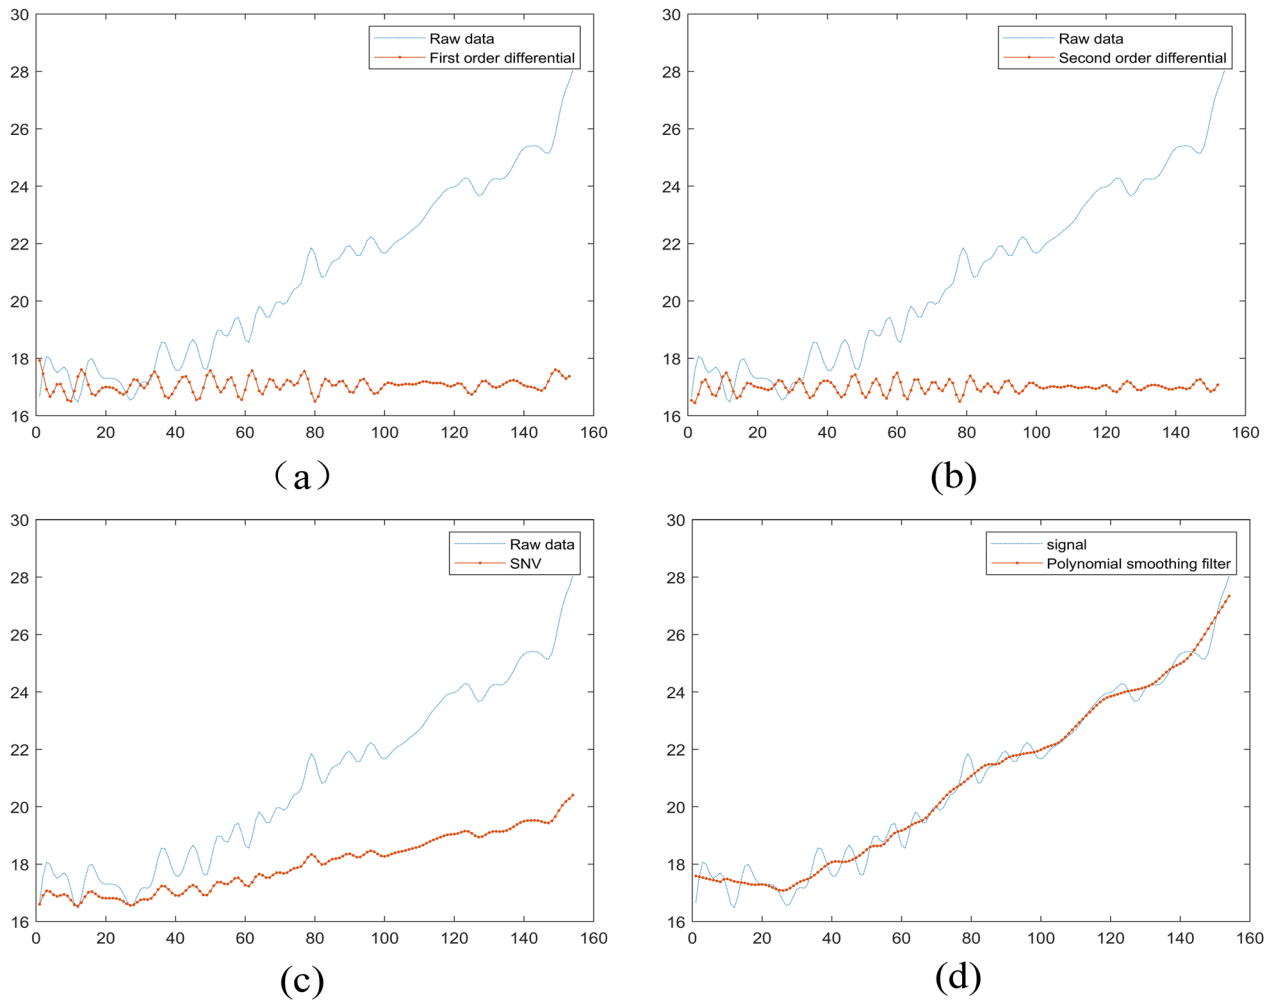 30
28
26
24
22
20
18
16
0 20 40 60 80 100 120 140 160
Raw data
First order differential
（a）
30
28
26
24
22
20
18
16
0 20 40 60 80 100 120 140 160
Raw data
Second order differential
(b)
30
28
26
24
22
20
18
16
0 20 40 60 80 100 120 140 160
Raw data
SNV
(c)
30
28
26
24
22
20
18
16
0 20 40 60 80 100 120 140 160
signal
Polynomial smoothing filter
(d)